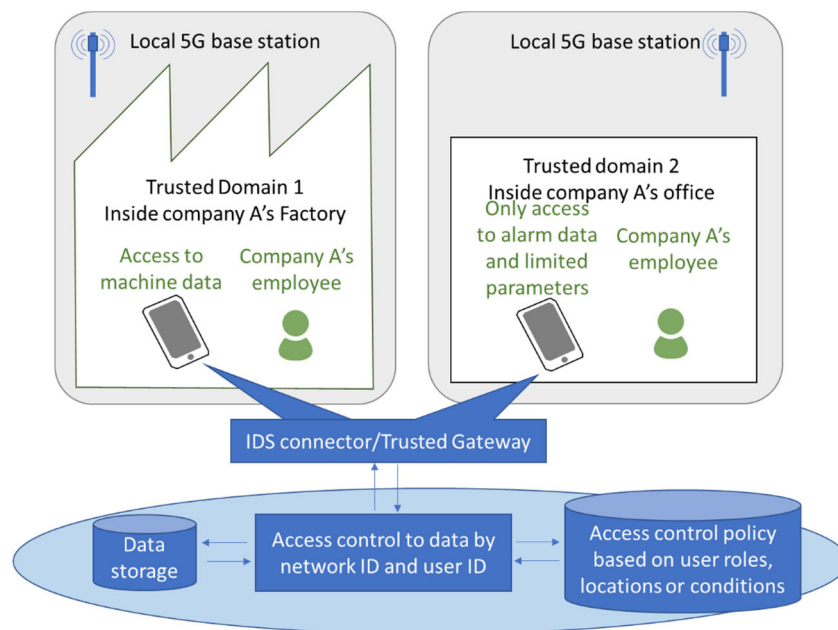 Local 5G base station
Trusted Domain 1
Inside company A's Factory
Access to
machine data
Company A's
employee
Local 5G base station
Trusted domain 2
Inside company A's office
Only access
to alarm data
and limited
parameters
Company A's
employee
IDS connector/Trusted Gateway
Data
storage
Access control to data by
network ID and user ID
Access control policy
based on user roles,
locations or conditions